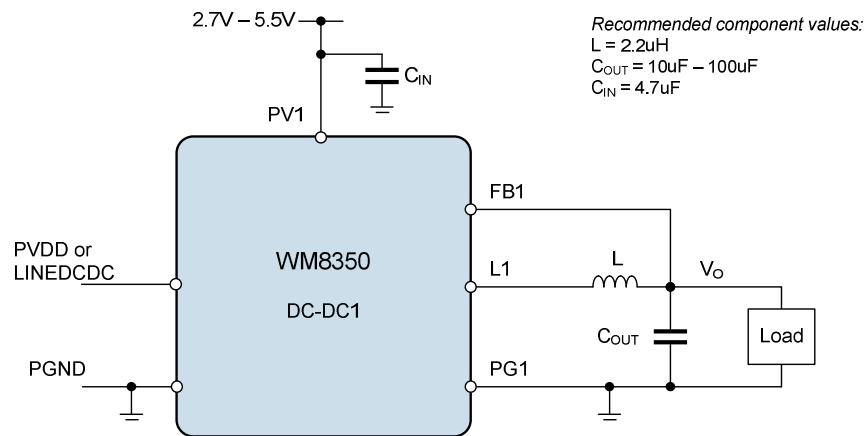 2.7V – 5.5V
Recommended component values:
L = 2.2uH
COUT = 10uF – 100uF
CIN = 4.7uF
CIN
PV1
FB1
PVDD or
LINEDCDC
WM8350
DC-DC1
L1
L
VO
COUT
Load
PGND
PG1